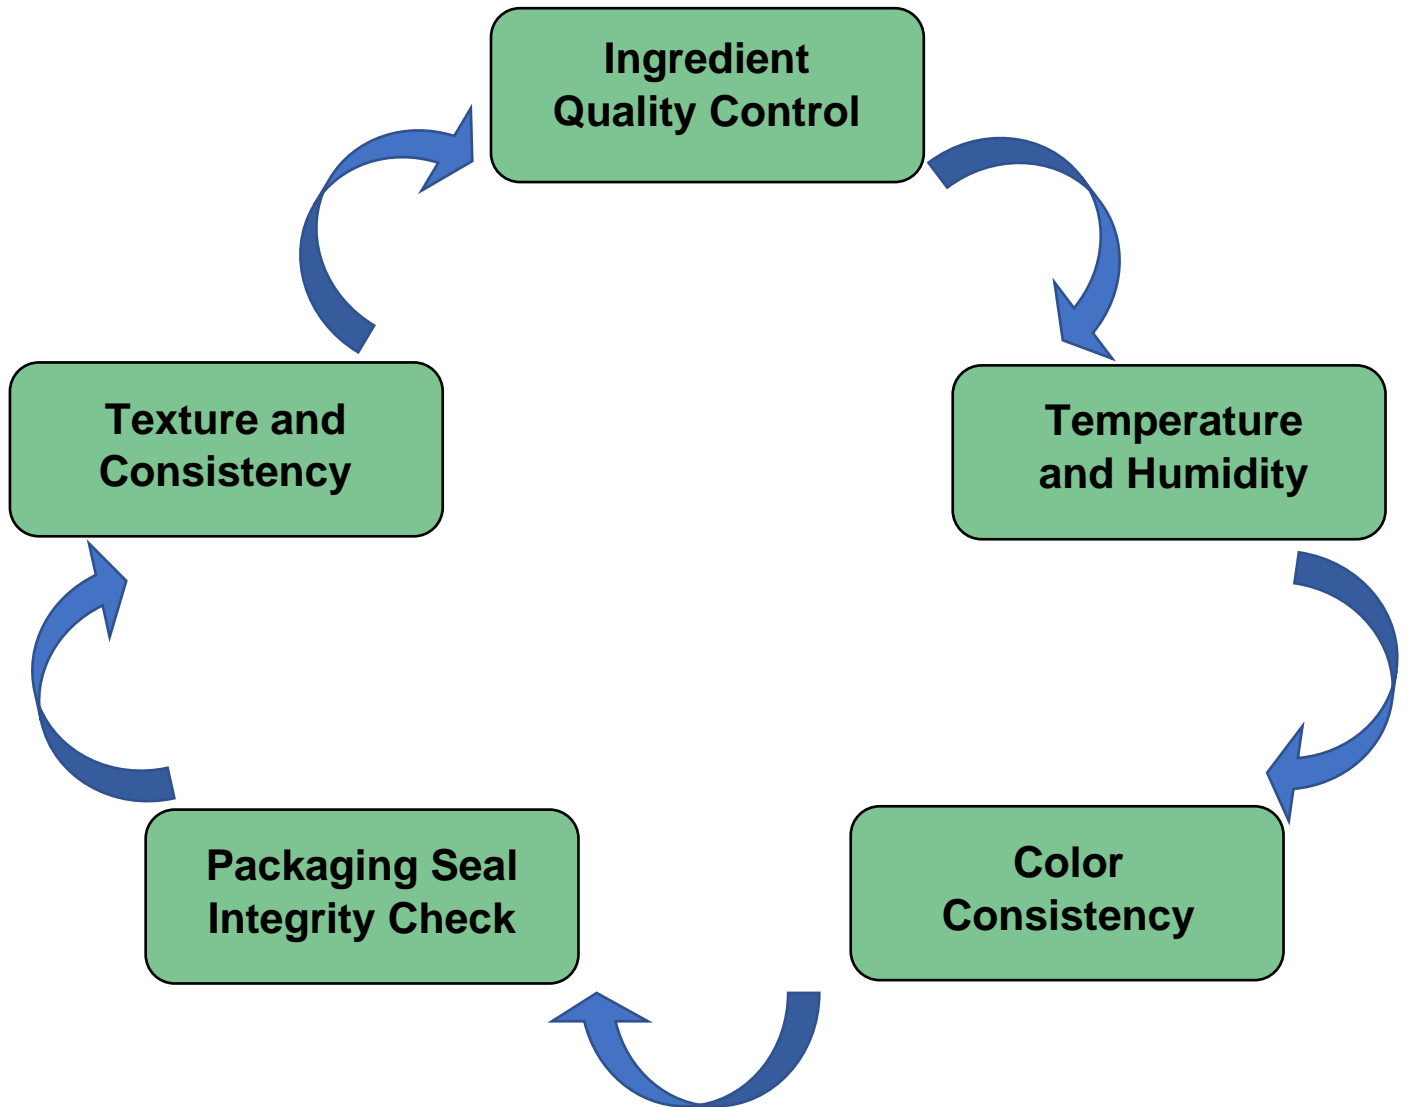 Ingredient
Quality Control
Temperature
and Humidity
Color
Consistency
Packaging Seal
Integrity Check
Texture and
Consistency